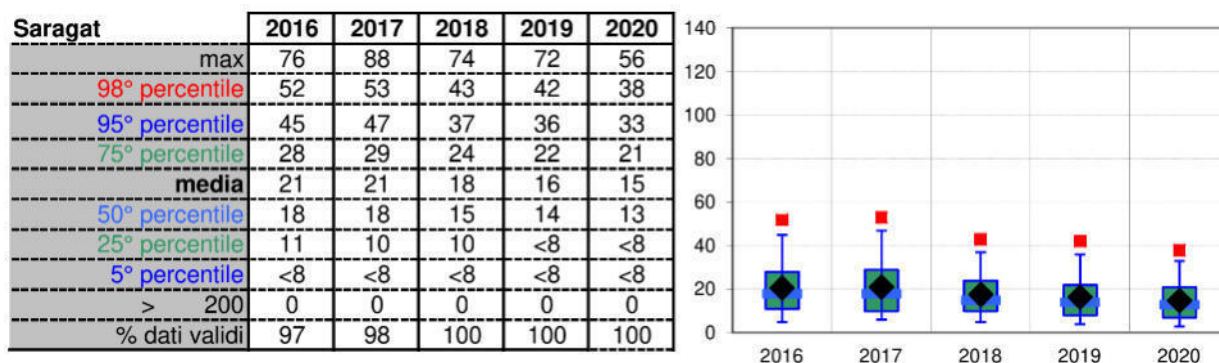 Saragat 2016 2017 2018 2019 2020
max 76 88 74 72 56
98° percentile 52 53 43 42 38
95° percentile 45 47 37 36 33
75° percentile 28 29 24 22 21
media 21 21 18 16 15
50° percentile 18 18 15 14 13
25° percentile 11 10 10 <8 <8
5° percentile <8 <8 <8 <8 <8
> 200 0 0 0 0 0
% dati validi 97 98 100 100 100
140
120
100
80
60
40
20
0
2016 2017 2018 2019 2020